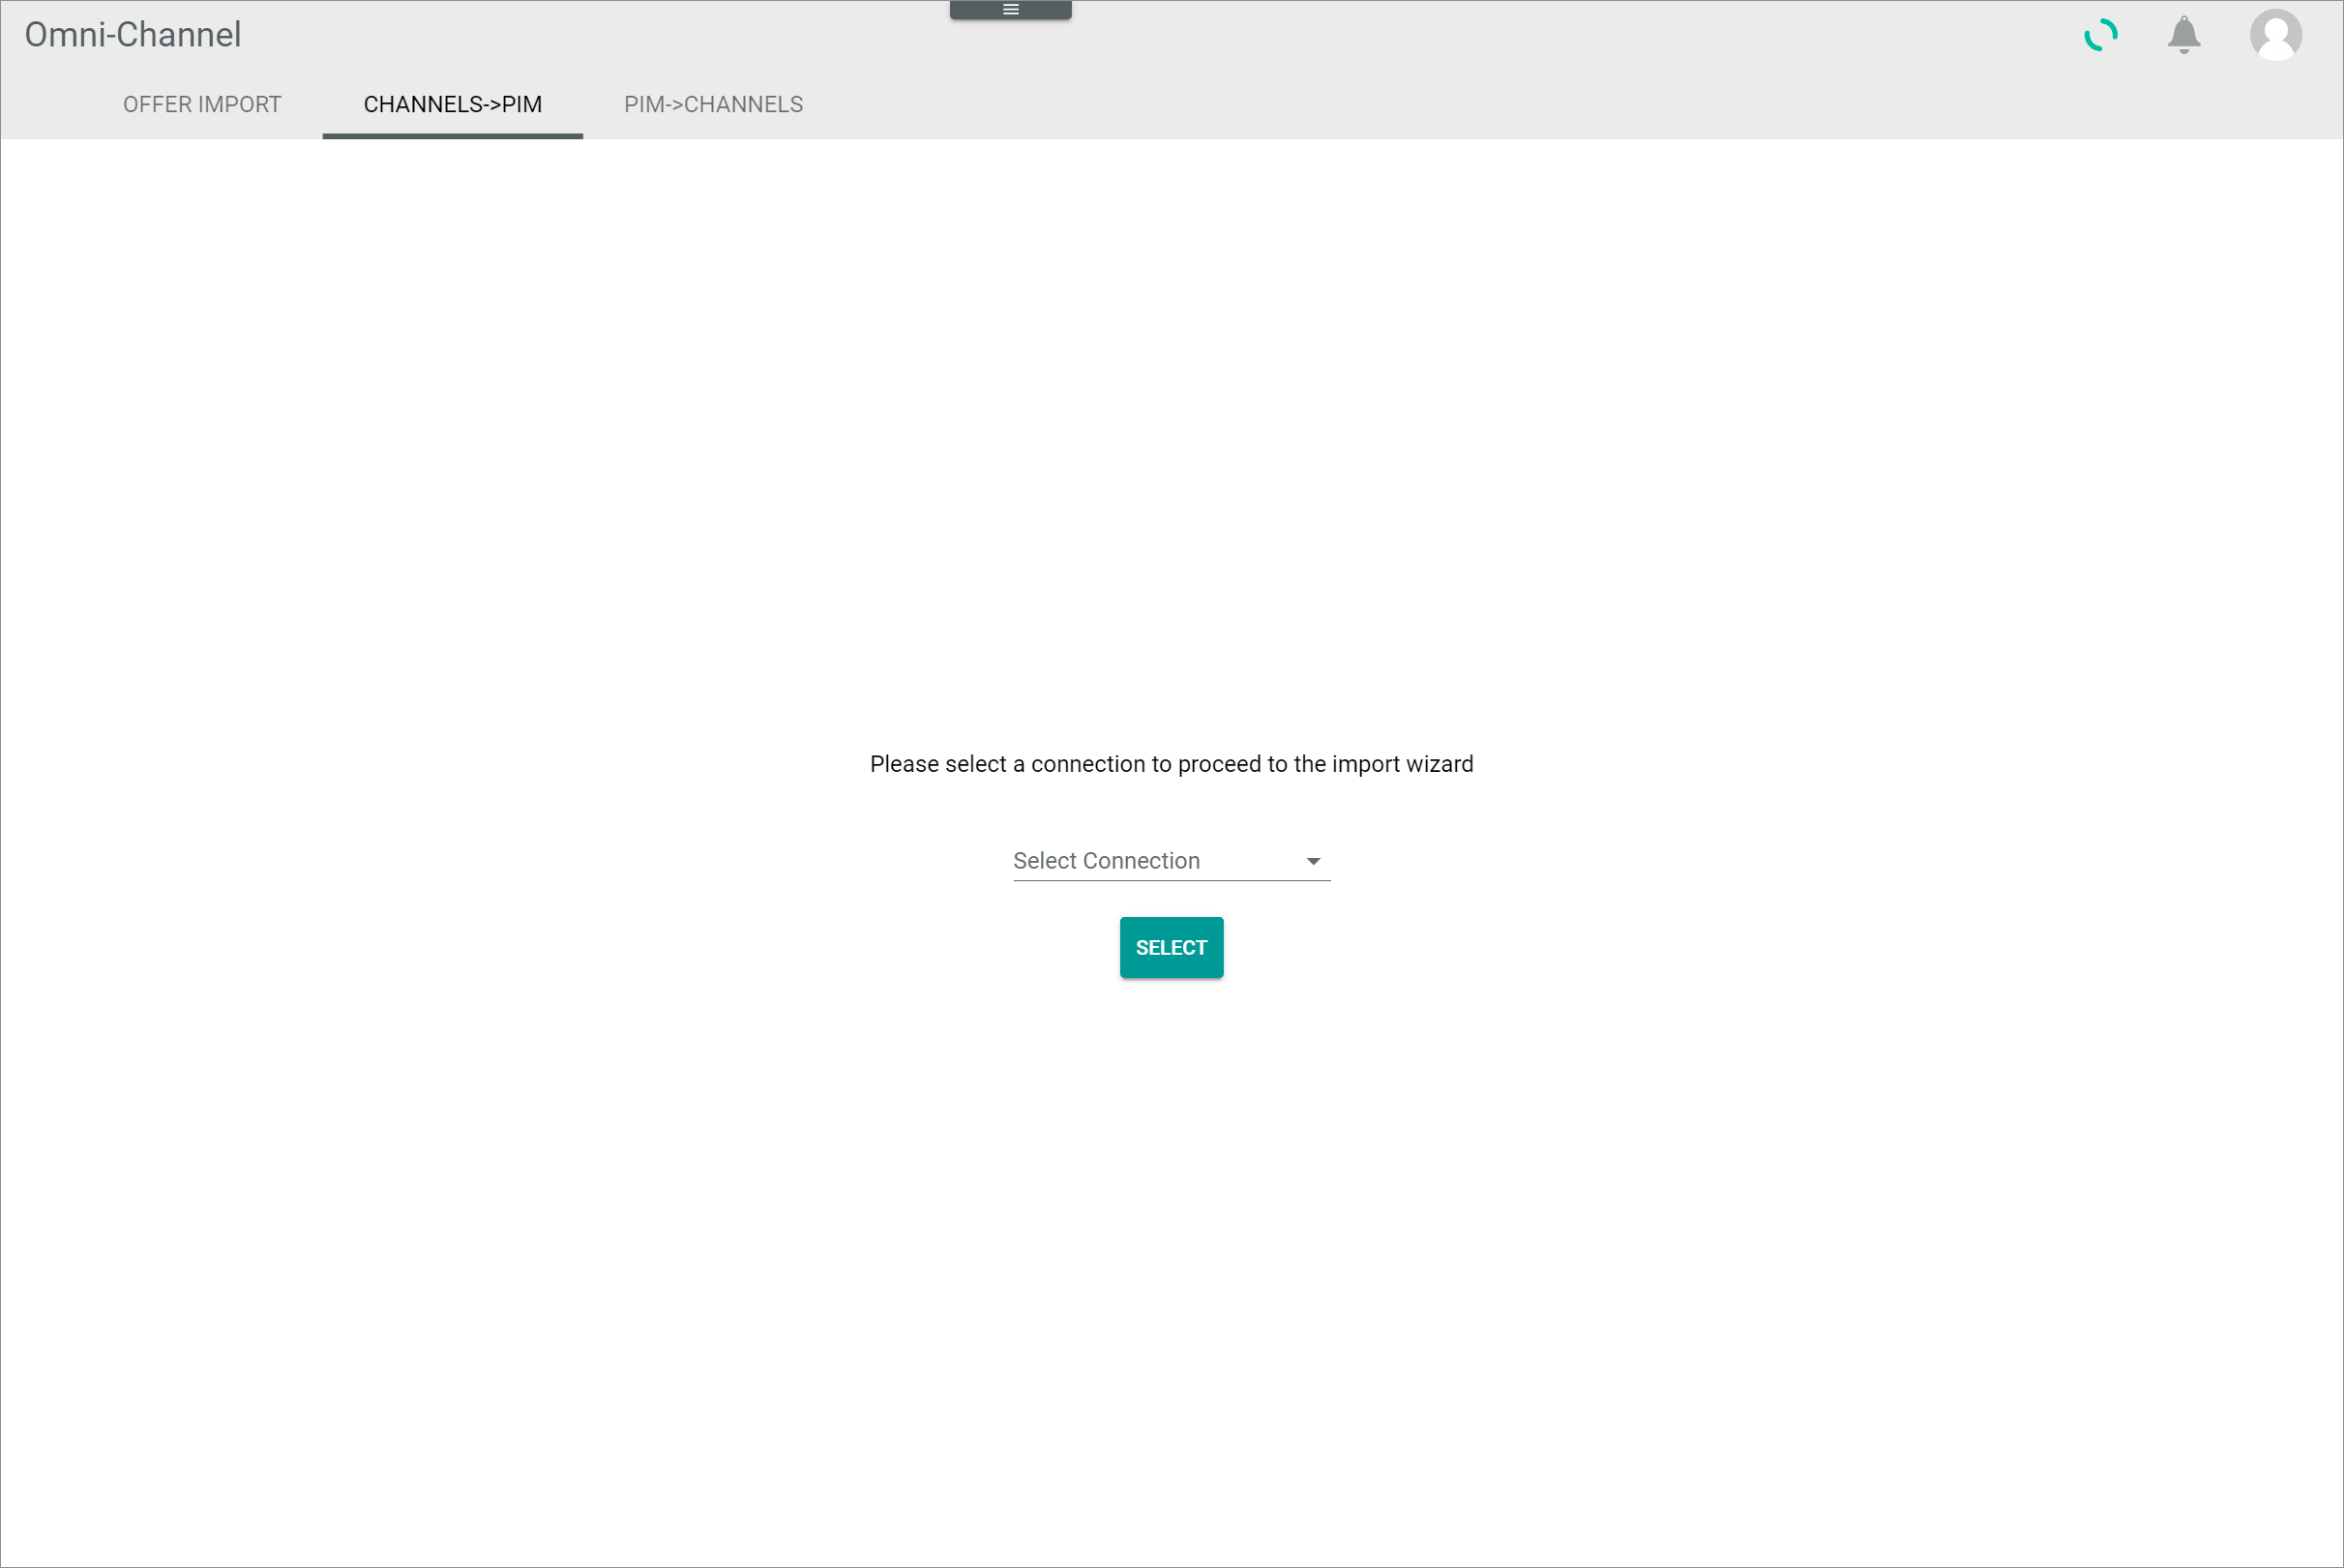 Omni-Channel
OFFER IMPORT
CHANNELS->PIM
PIM->CHANNELS
Please select a connection to proceed to the import wizard
Select Connection
SELECT